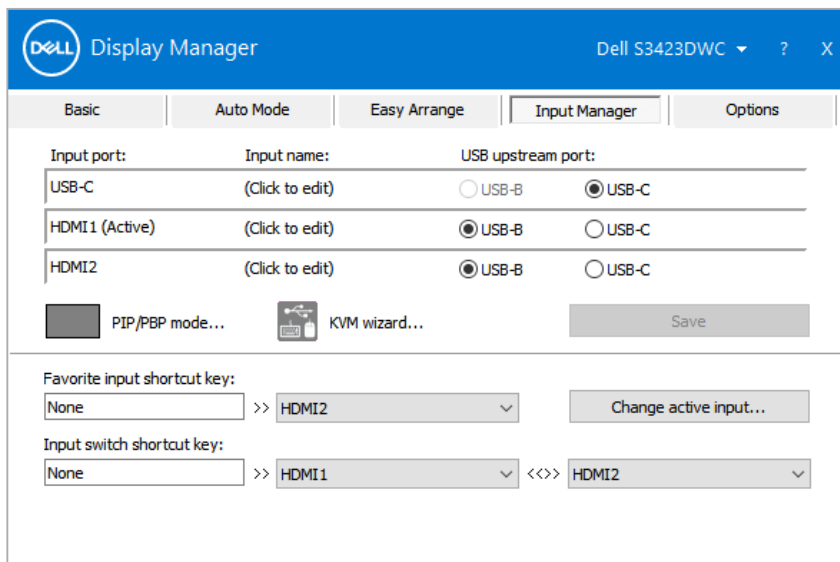 DELL Display Manager Dell S3423DWC ? X
Basic Auto Mode Easy Arrange Input Manager Options
Input port: Input name: USB upstream port:
USB-C (Click to edit) USB-B USB-C
HDMI1 (Active) (Click to edit) USB-B USB-C
HDMI2 (Click to edit) USB-B USB-C
PIP/PBP mode... KVM wizard... Save
Favorite input shortcut key:
None >> HDMI2 Change active input...
Input switch shortcut key:
None >> HDMI1 <<>> HDMI2